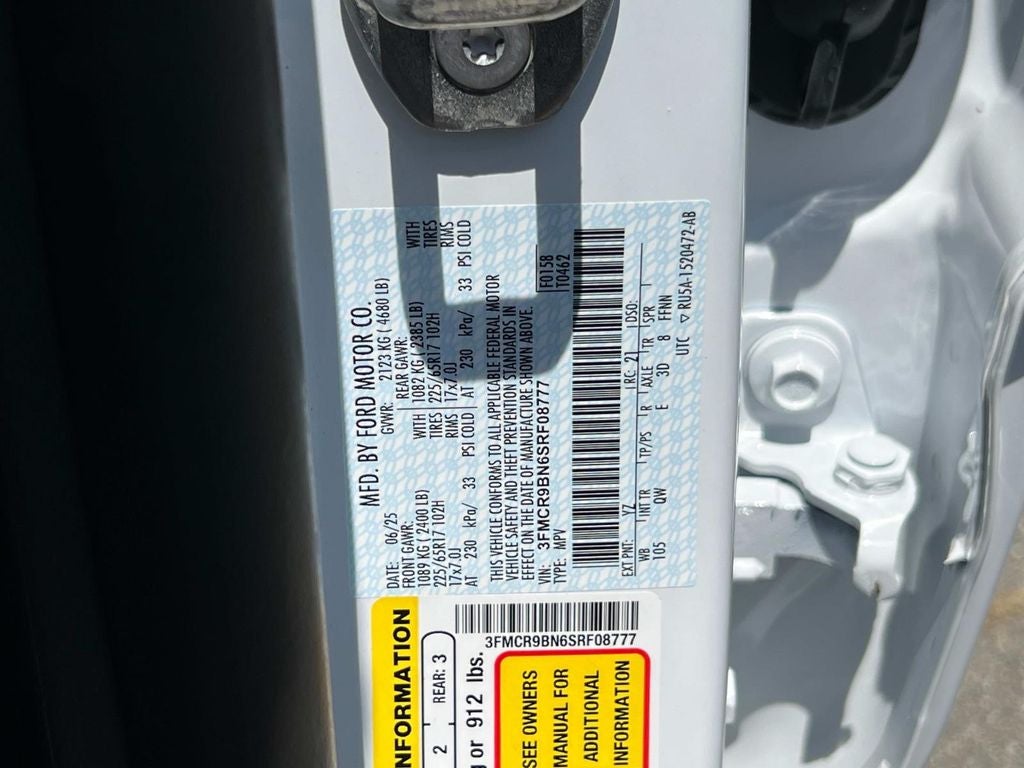 MFD. BY FORD MOTOR CO.
DATE: 06/25 GVWR: 2123 KG ( 4680 LB)
FRONT GAWR: REAR GAWR:
1089 KG ( 2400 LB) WITH 1082 KG ( 2385 LB) WITH
225/65R17 102H TIRES 225/65R17 102H TIRES
17x7.0J RIMS 17x7.0J RIMS
AT 230 kPa/ 33 PSI COLD AT 230 kPa/ 33 PSI COLD
THIS VEHICLE CONFORMS TO ALL APPLICABLE FEDERAL MOTOR
VEHICLE SAFETY AND THEFT PREVENTION STANDARDS IN
EFFECT ON THE DATE OF MANUFACTURE SHOWN ABOVE.
VIN: 3FMCR9BN6SRF08777 F0158
TYPE: MPV T0462
EXT PNT: YZ RC: 21 DSO:
WB INT TR TP/PS R AXLE TR SPR
105 QW E 3D 8 FFNN
UTC ▽ RU5A-1520472-AB
NFORMATION
2 REAR: 3
3FMCR9BN6SRF08777
or 912 lbs.
SEE OWNERS
MANUAL FOR
ADDITIONAL
INFORMATION